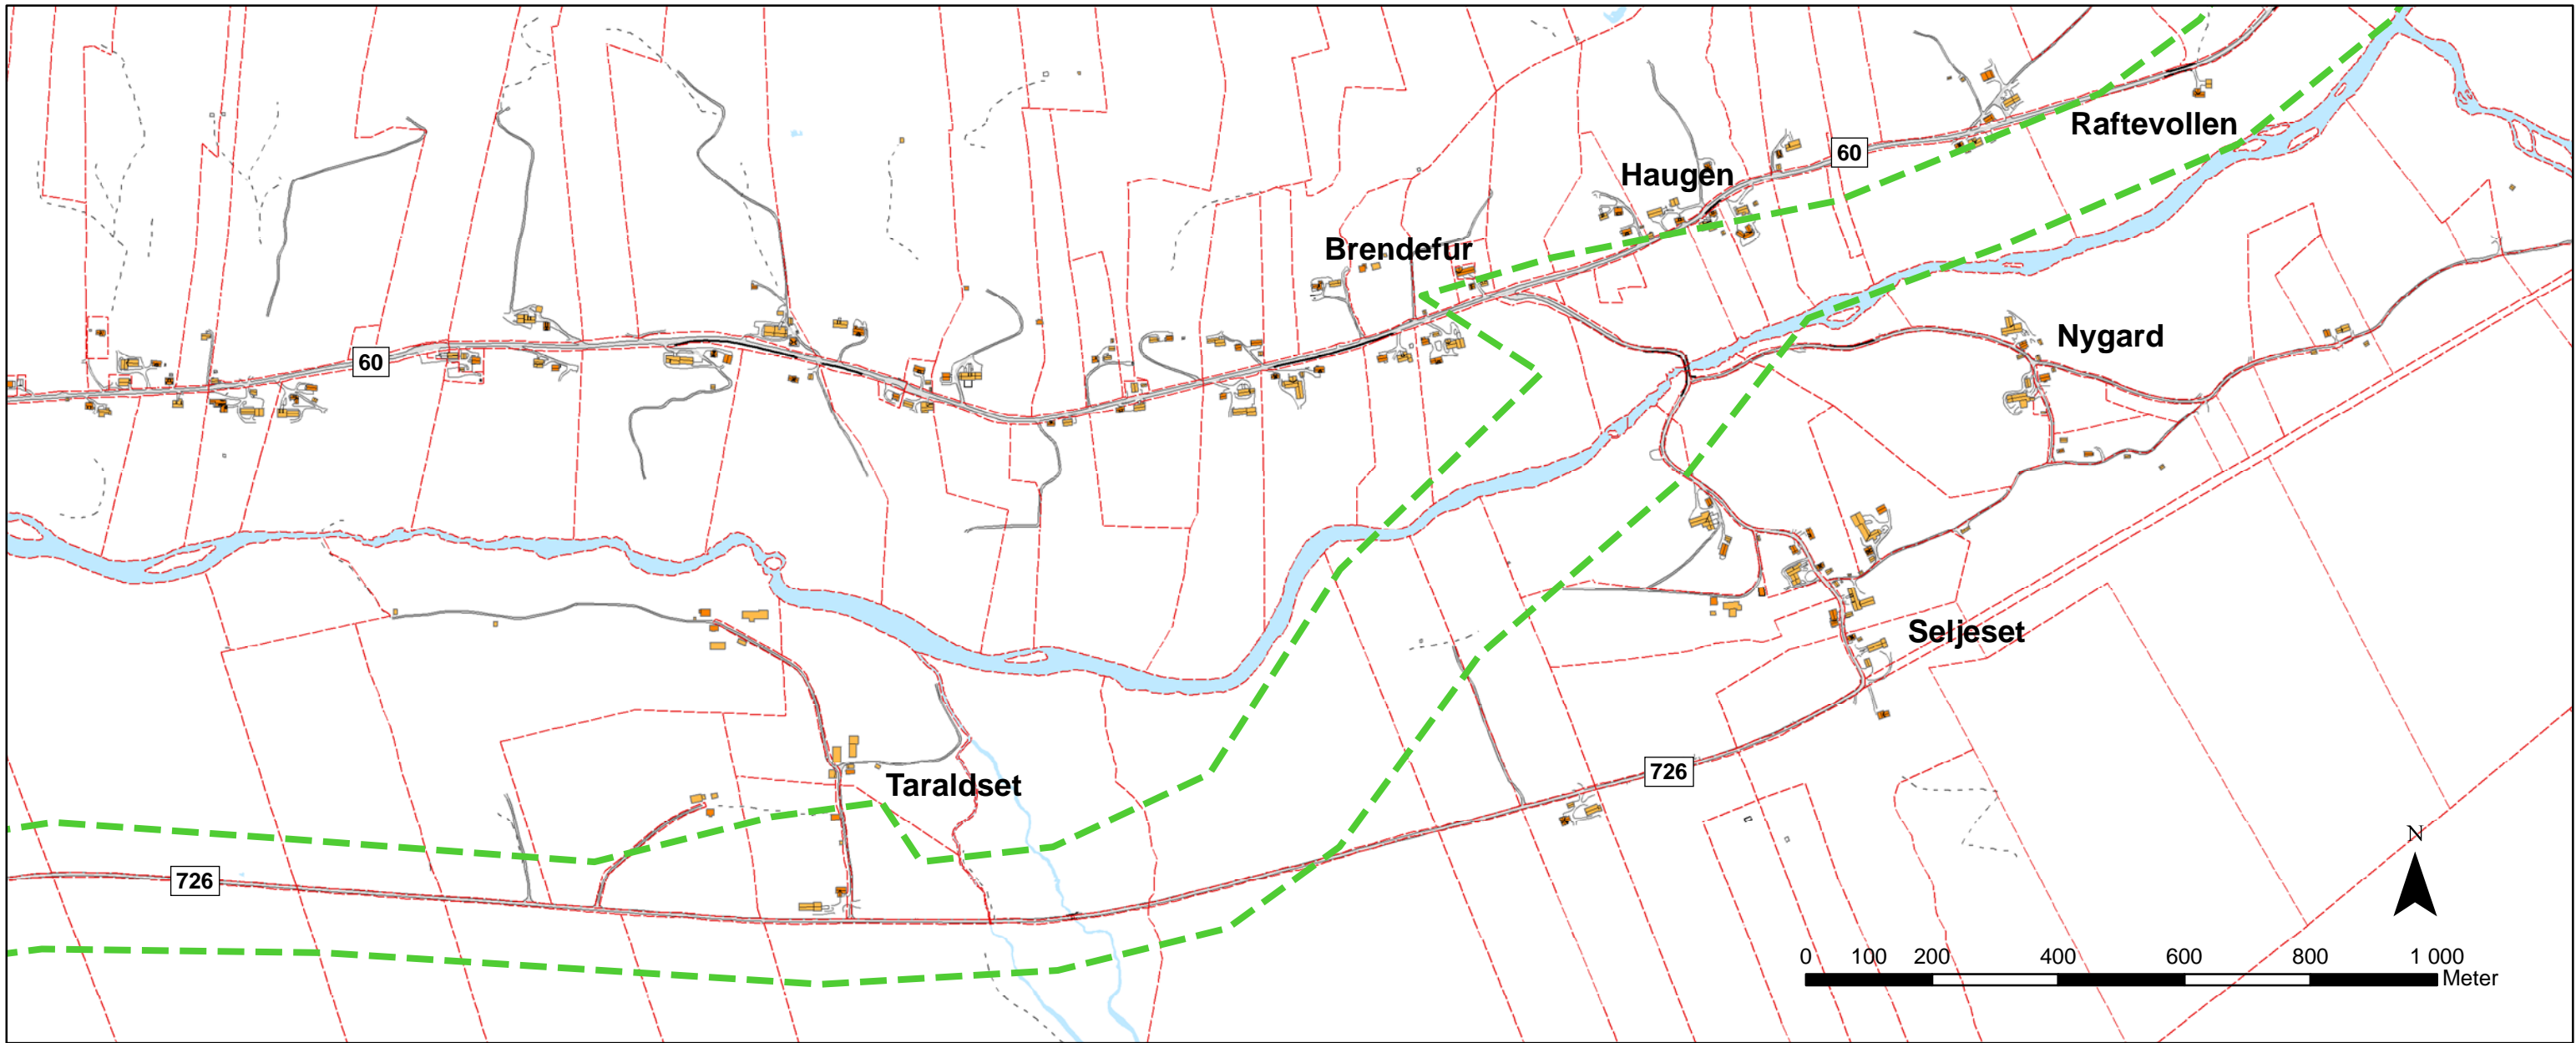 Raftevollen
60
Haugen
Brendefur
Nygard
60
Seljeset
726
Taraldset
N
726
0 100 200 400 600 800 1 000
Meter